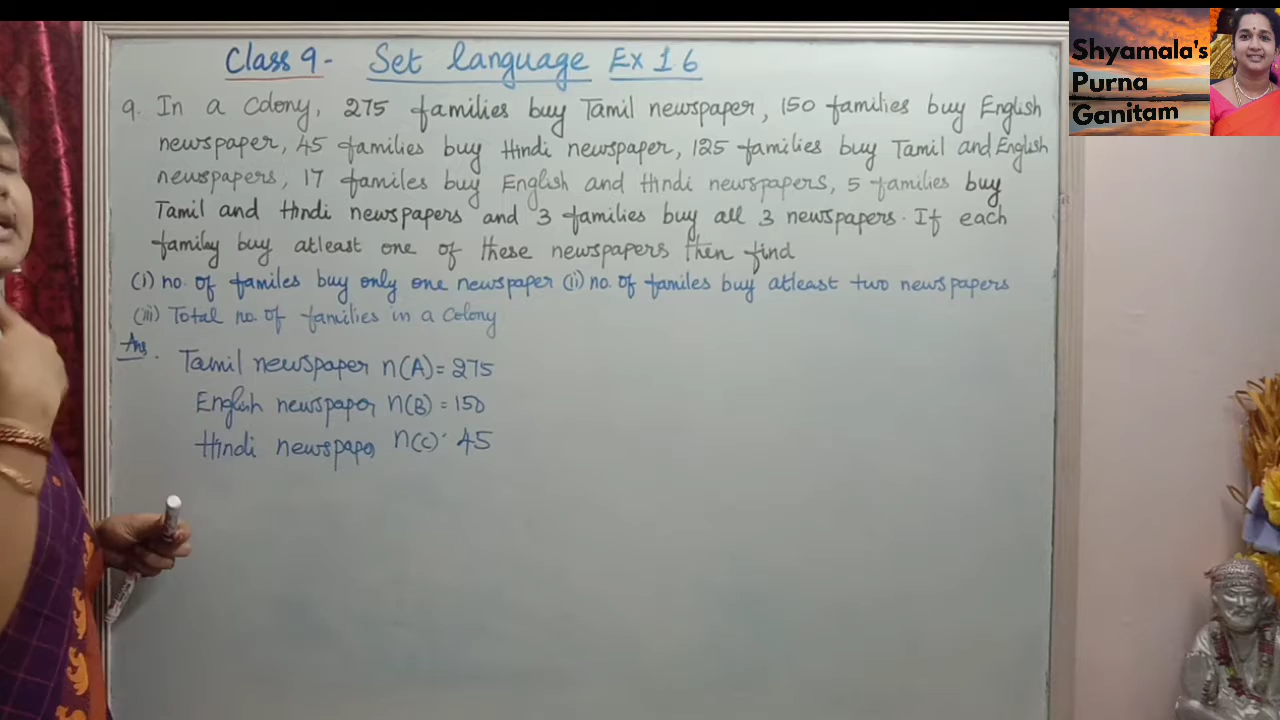 Class 9 - Set language Ex 1 6
9. In a Colony, 275 families buy Tamil newspaper, 150 families buy English
newspaper, 45 families buy Hindi newspaper, 125 families buy Tamil and English
newspapers, 17 familes buy English and Hindi newspapers, 5 families buy
Tamil and Hindi newspapers and 3 families buy all 3 newspapers. If each
family buy atleast one of these newspapers then find
(i) no. of familes buy only one newspaper (ii) no. of familes buy atleast two newspapers
(iii) Total no. of families in a Colony
Ans.
Tamil newspaper n(A) = 275
English newspaper n(B) = 150
Hindi newspaper n(C) = 45
Shyamala's
Purna
Ganitam